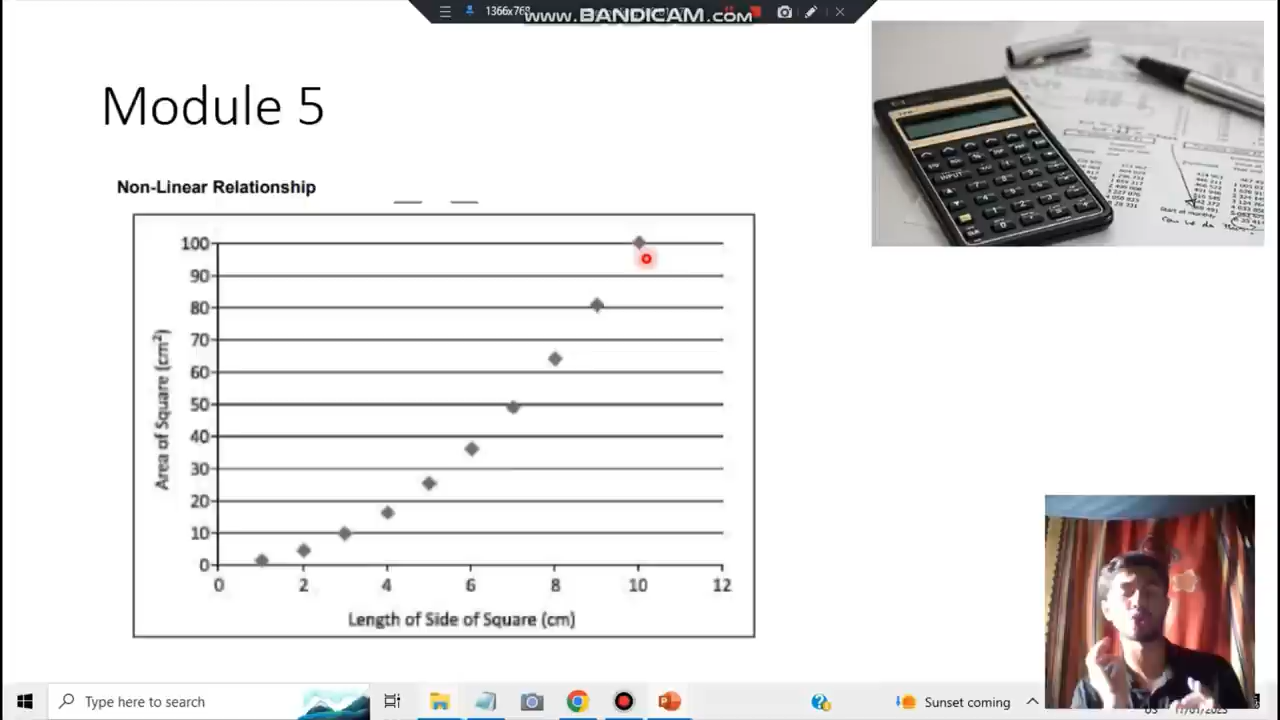 1366x768
www.BANDICAM.com
Module 5
Non-Linear Relationship
100
90
80
70
60
50
40
30
20
10
0
Area of Square (cm²)
0 2 4 6 8 10 12
Length of Side of Square (cm)
INPUT
Type here to search
Sunset coming